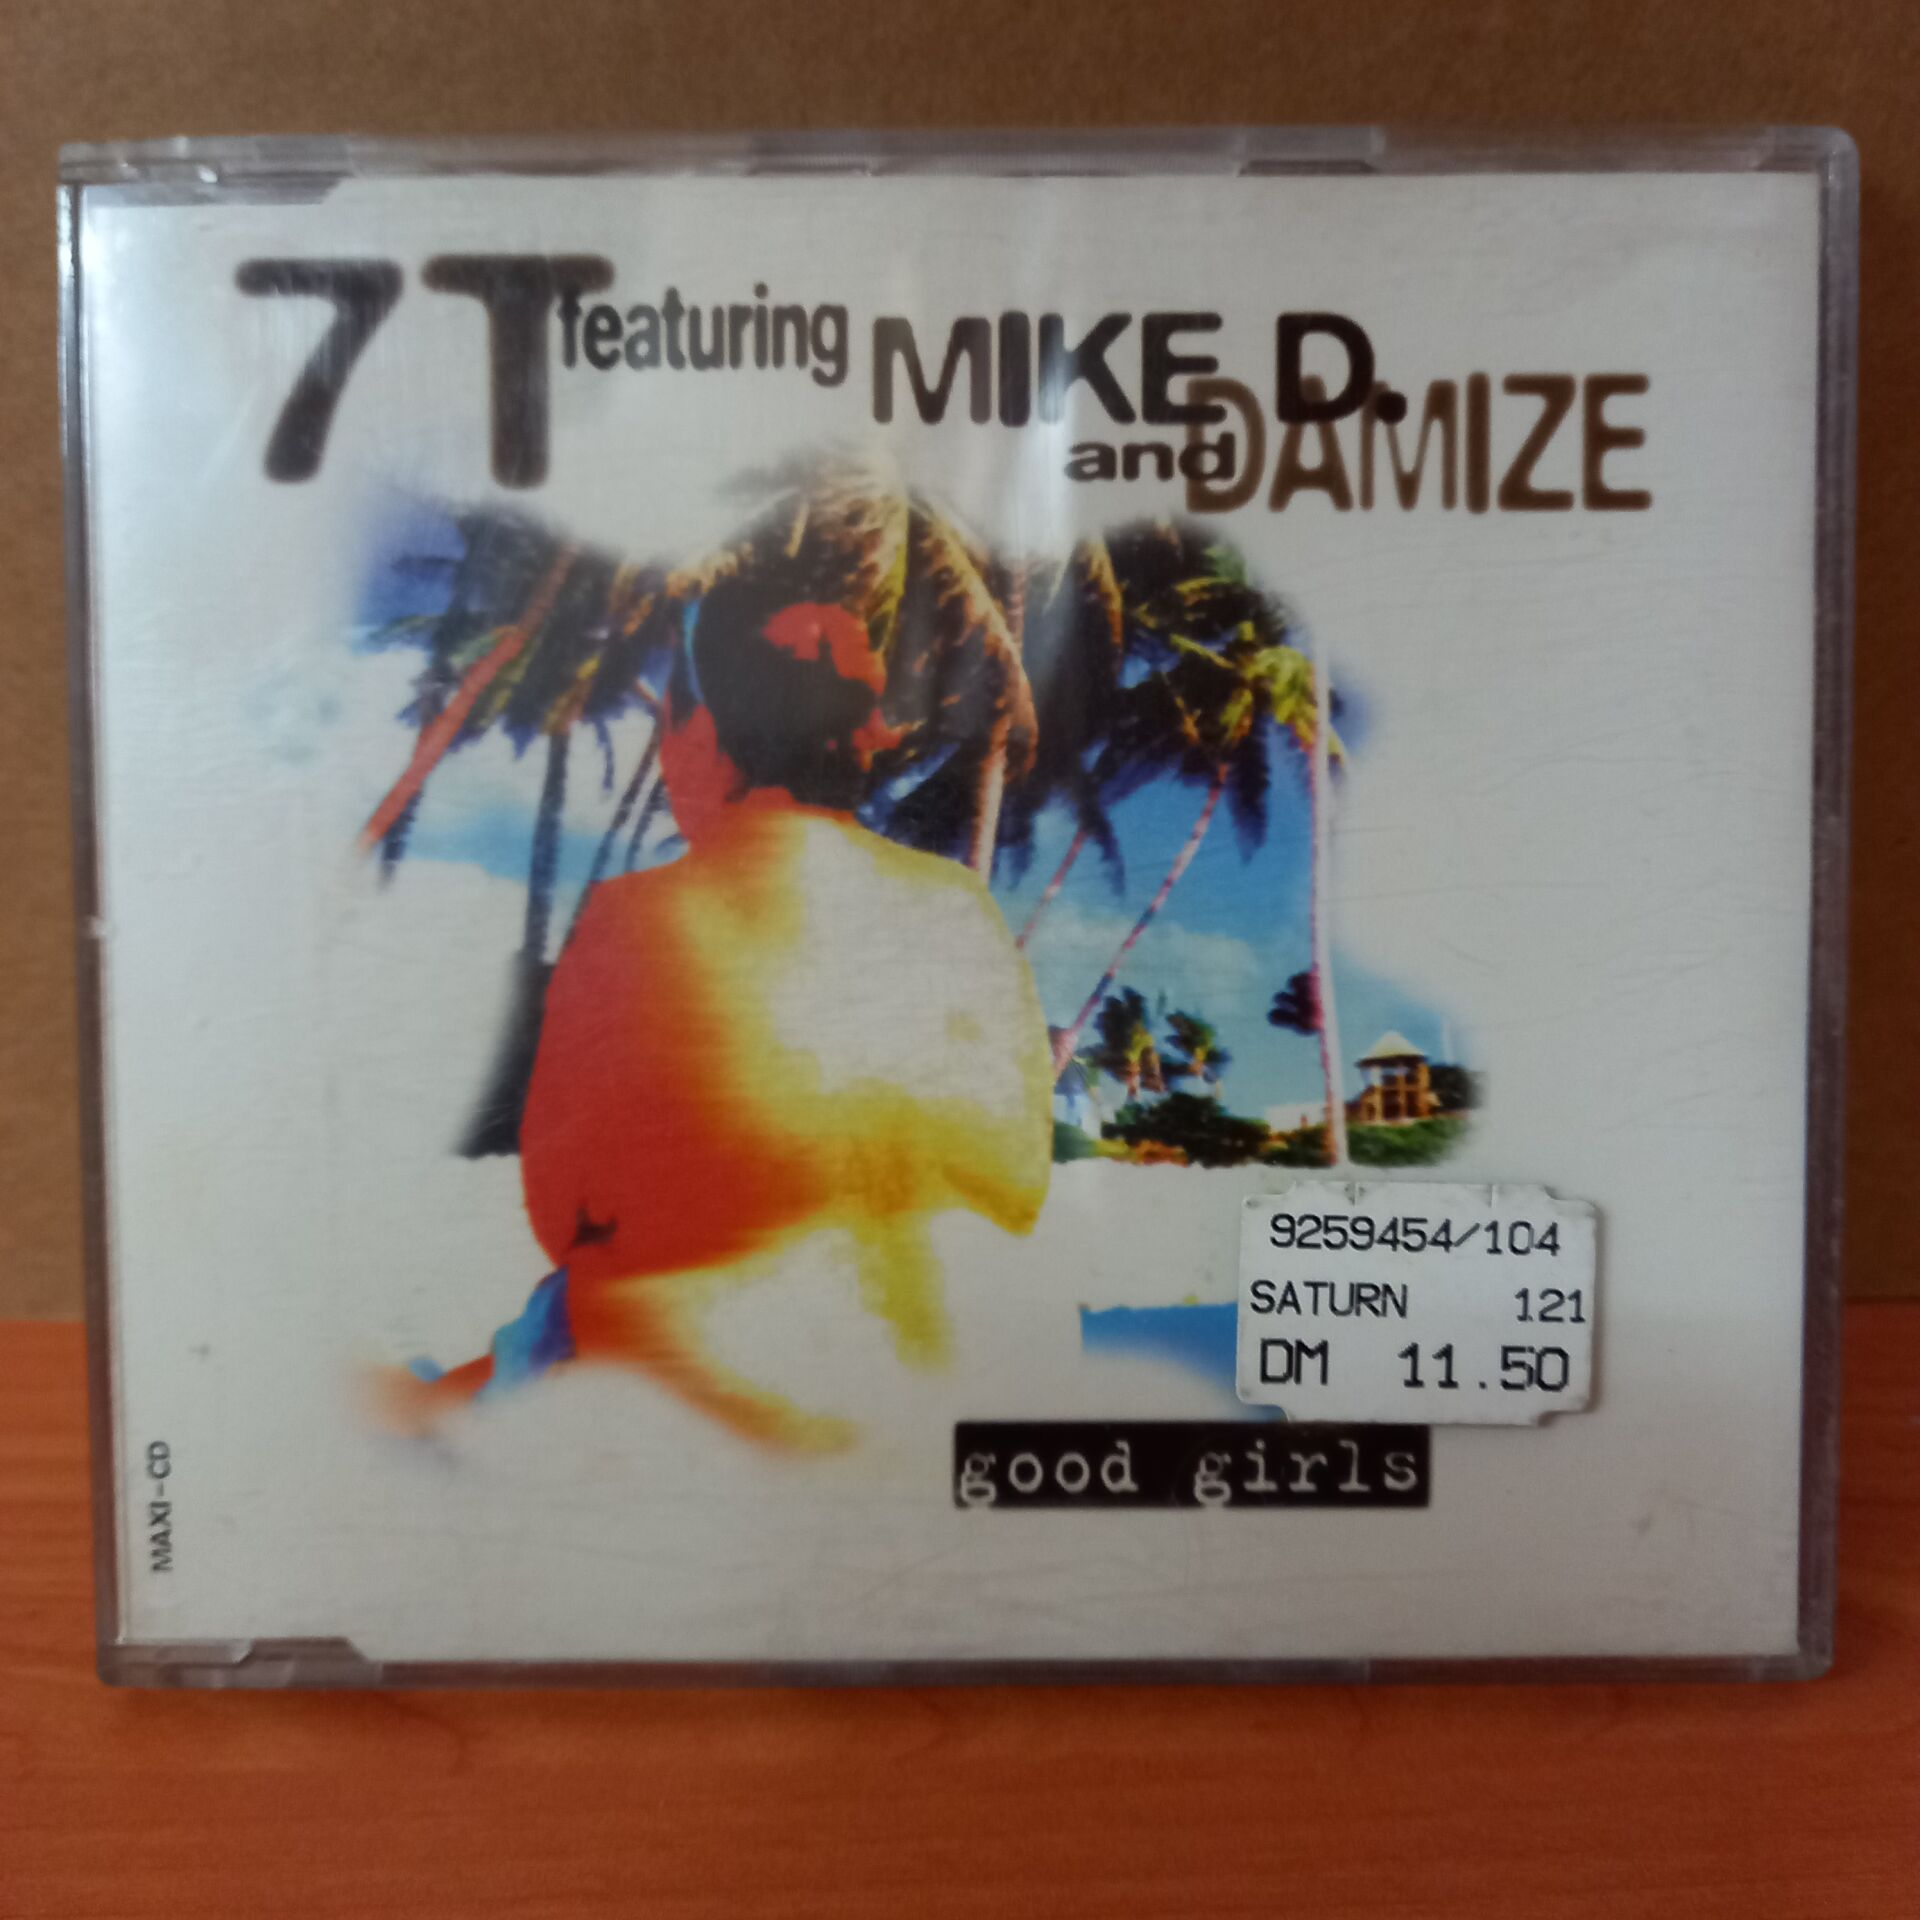 7T featuring MIKE D.
and DAMIZE
9259454/104
SATURN 121
DM 11.50
good girls
MAXI-CD